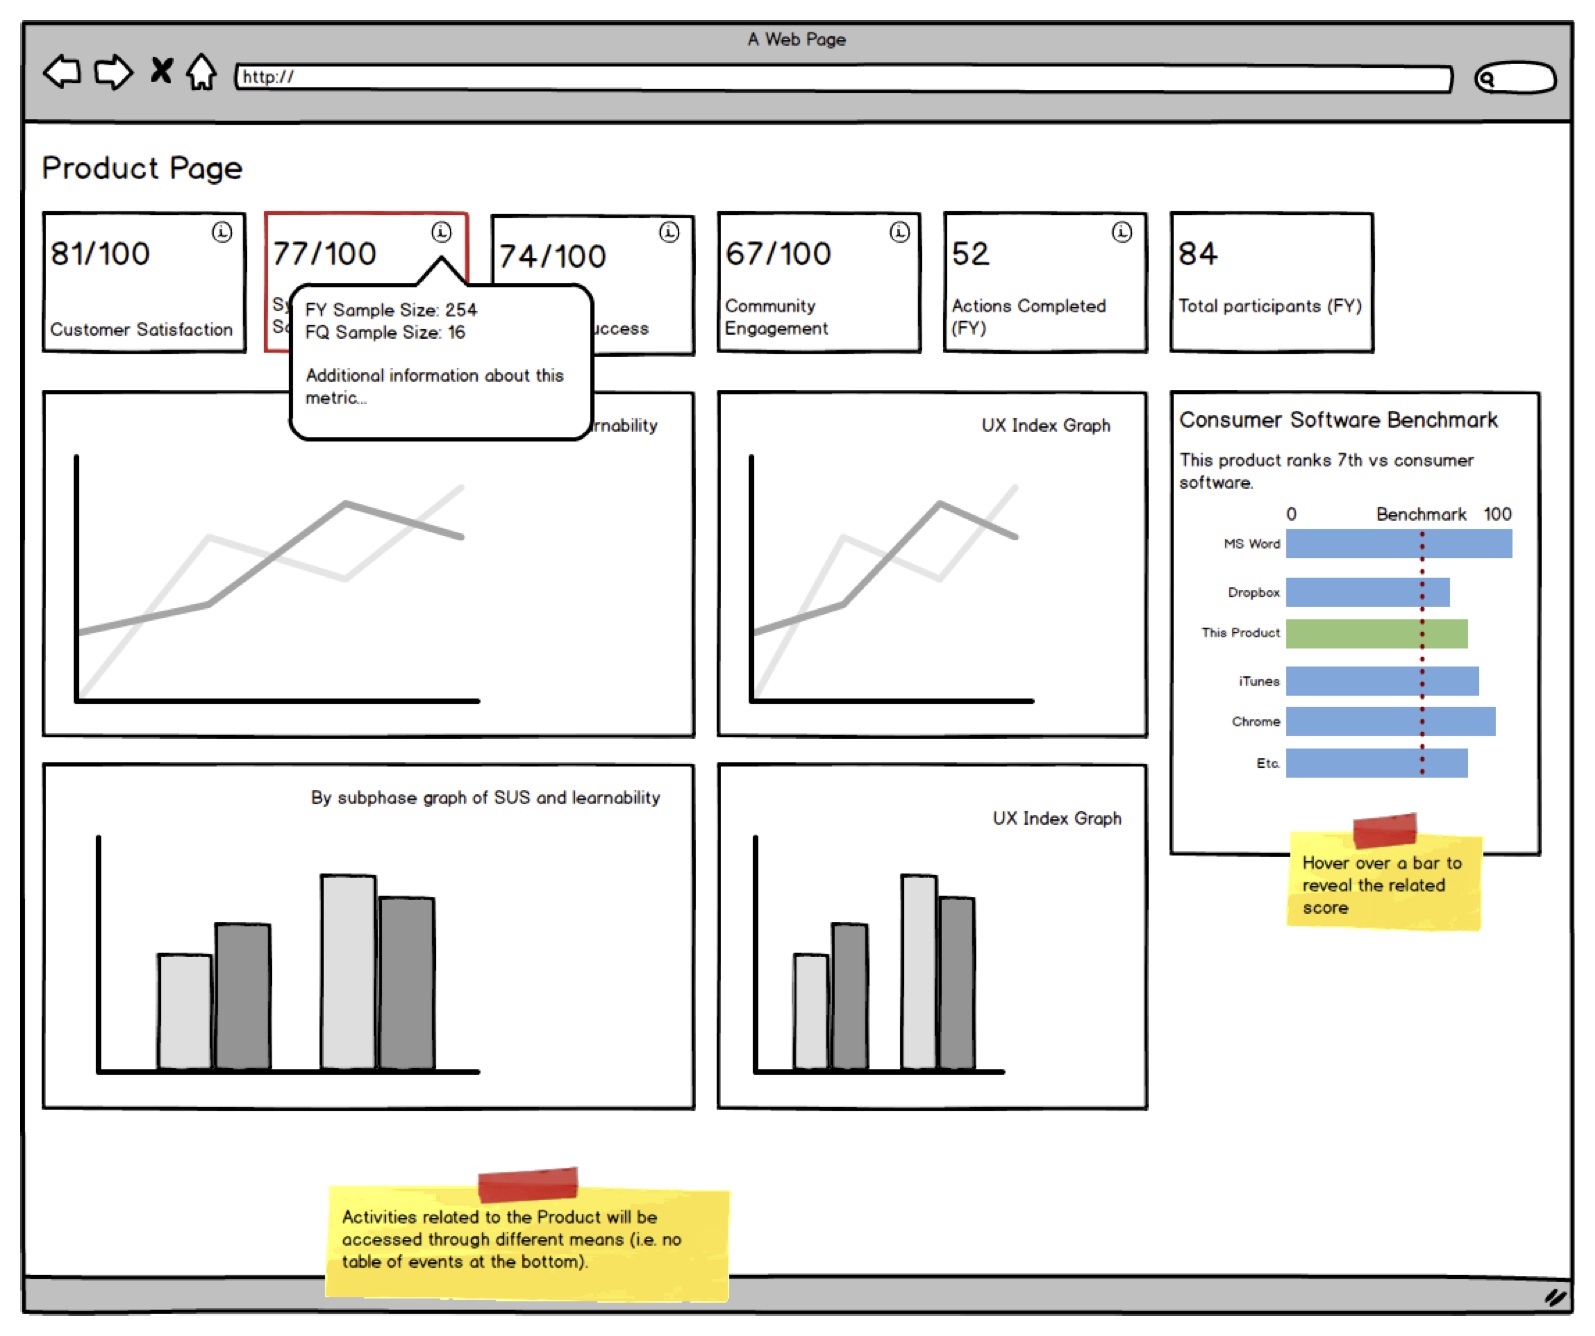 A Web Page
http://
Product Page
81/100
Customer Satisfaction
77/100
74/100
67/100
Community
Engagement
52
Actions Completed
(FY)
84
Total participants (FY)
FY Sample Size: 254
FQ Sample Size: 16
Additional information about this
metric...
UX Index Graph
Consumer Software Benchmark
This product ranks 7th vs consumer
software.
0 Benchmark 100
MS Word
Dropbox
This Product
iTunes
Chrome
Etc.
By subphase graph of SUS and learnability
UX Index Graph
Hover over a bar to
reveal the related
score
Activities related to the Product will be
accessed through different means (i.e. no
table of events at the bottom).